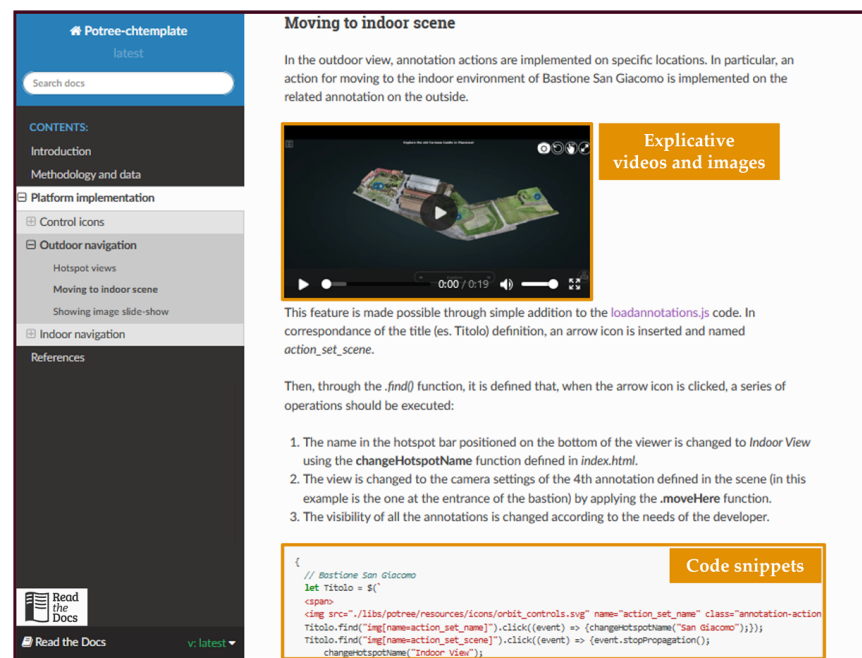 Potree-chtemplate
latest
Search docs
CONTENTS:
Introduction
Methodology and data
Platform implementation
Control icons
Outdoor navigation
Hotspot views
Moving to indoor scene
Showing image slide-show
Indoor navigation
References
Read
the
Docs
Read the Docs
v: latest
Moving to indoor scene
In the outdoor view, annotation actions are implemented on specific locations. In particular, an
action for moving to the indoor environment of Bastione San Giacomo is implemented on the
related annotation on the outside.
0:00 / 0:19
Explicative
videos and images
This feature is made possible through simple addition to the loadannotations.js code. In
correspondance of the title (es. Titolo) definition, an arrow icon is inserted and named
action_set_scene.
Then, through the .find() function, it is defined that, when the arrow icon is clicked, a series of
operations should be executed:
1. The name in the hotspot bar positioned on the bottom of the viewer is changed to Indoor View
using the changeHotspotName function defined in index.html.
2. The view is changed to the camera settings of the 4th annotation defined in the scene (in this
example is the one at the entrance of the bastion) by applying the .moveHere function.
3. The visibility of all the annotations is changed according to the needs of the developer.
Code snippets
{
// Bastione San Giacomo
let Titolo = $(`
<span>
<img src="./libs/potree/resources/icons/orbit_controls.svg" name="action_set_name" class="annotation-action
Titolo.find("img[name=action_set_name]").click((event) => {changeHotspotName("San Giacomo");});
Titolo.find("img[name=action_set_scene]").click((event) => {event.stopPropagation();
changeHotspotName("Indoor View");